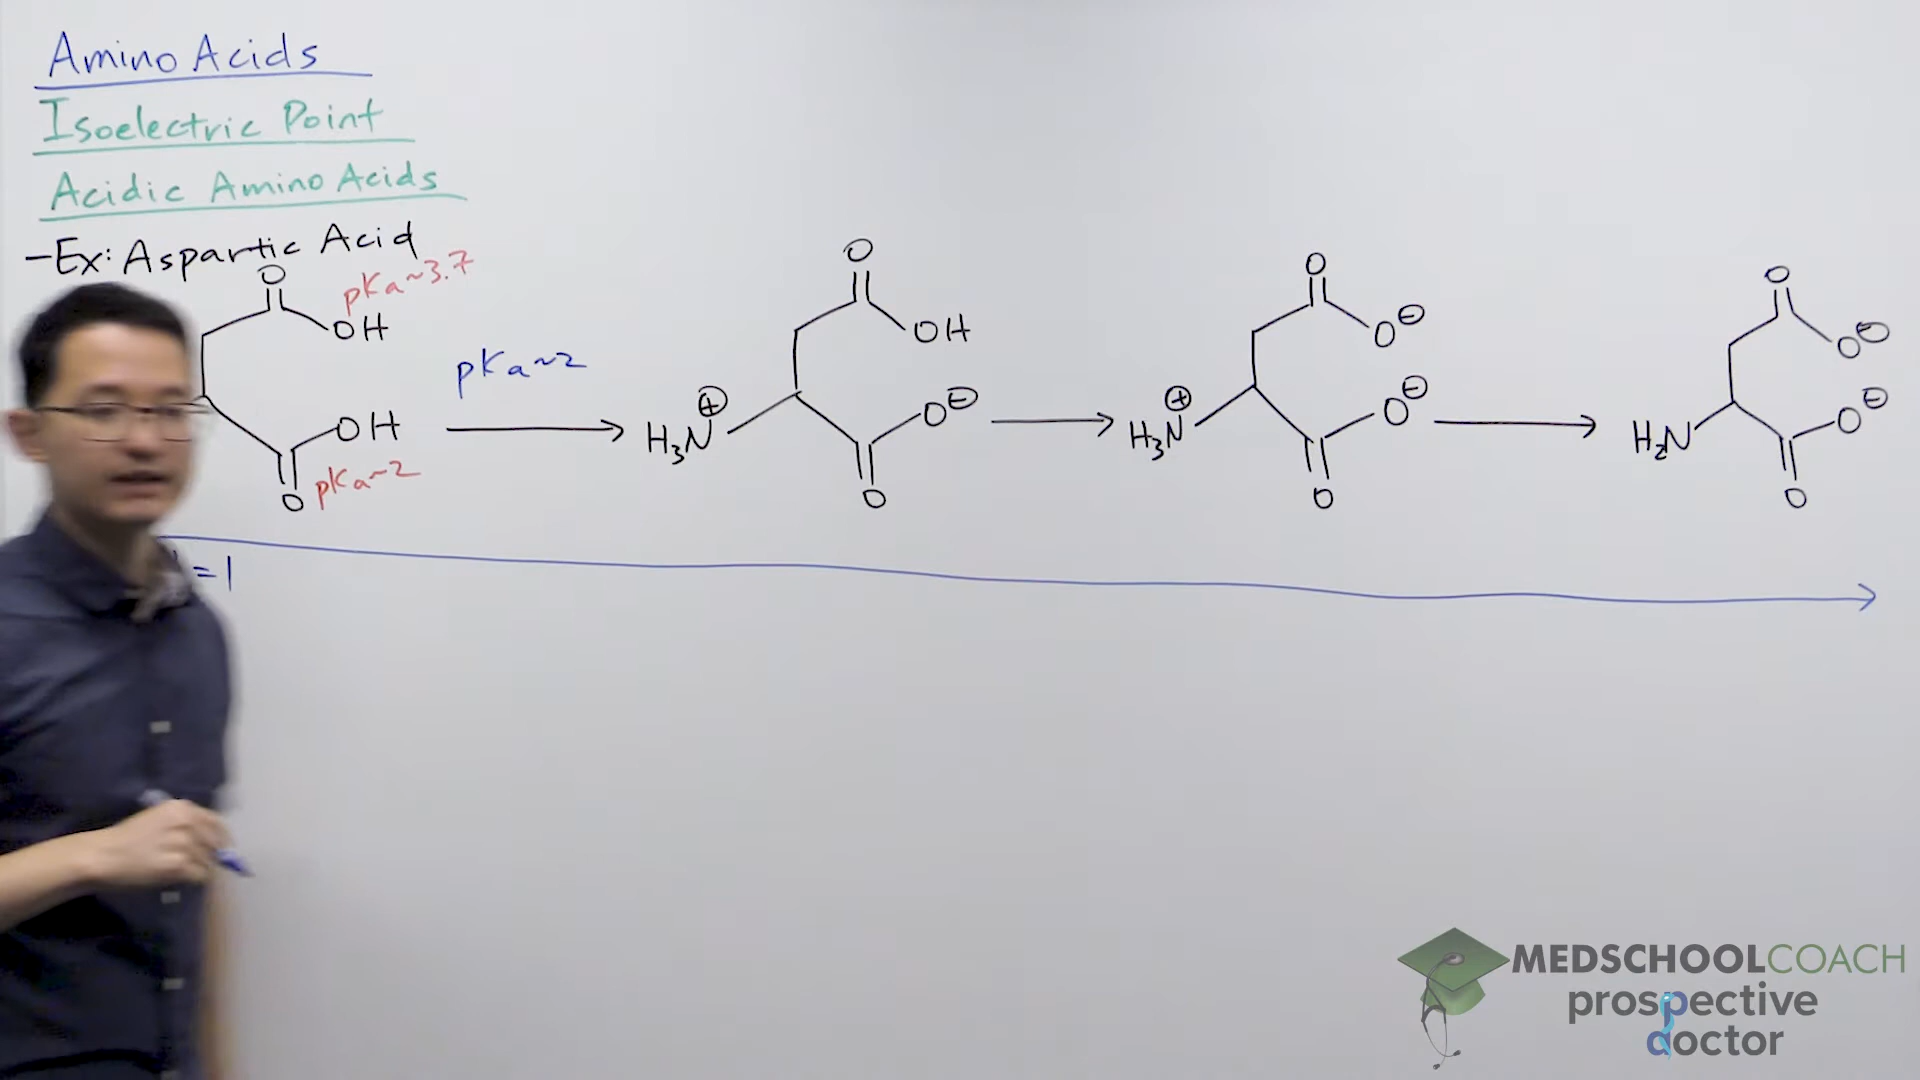 Amino Acids
Isoelectric Point
Acidic Amino Acids
-Ex: Aspartic Acid
O
pKa~3.7
OH
OH
O
pKa~2
pKa~2
O
OH
H₃N⊕
O⊖
O
O
O⊖
H₃N⊕
O⊖
O
O
O⊖
H₂N
O⊖
O
=1
MEDSCHOOLCOACH
prospective
doctor